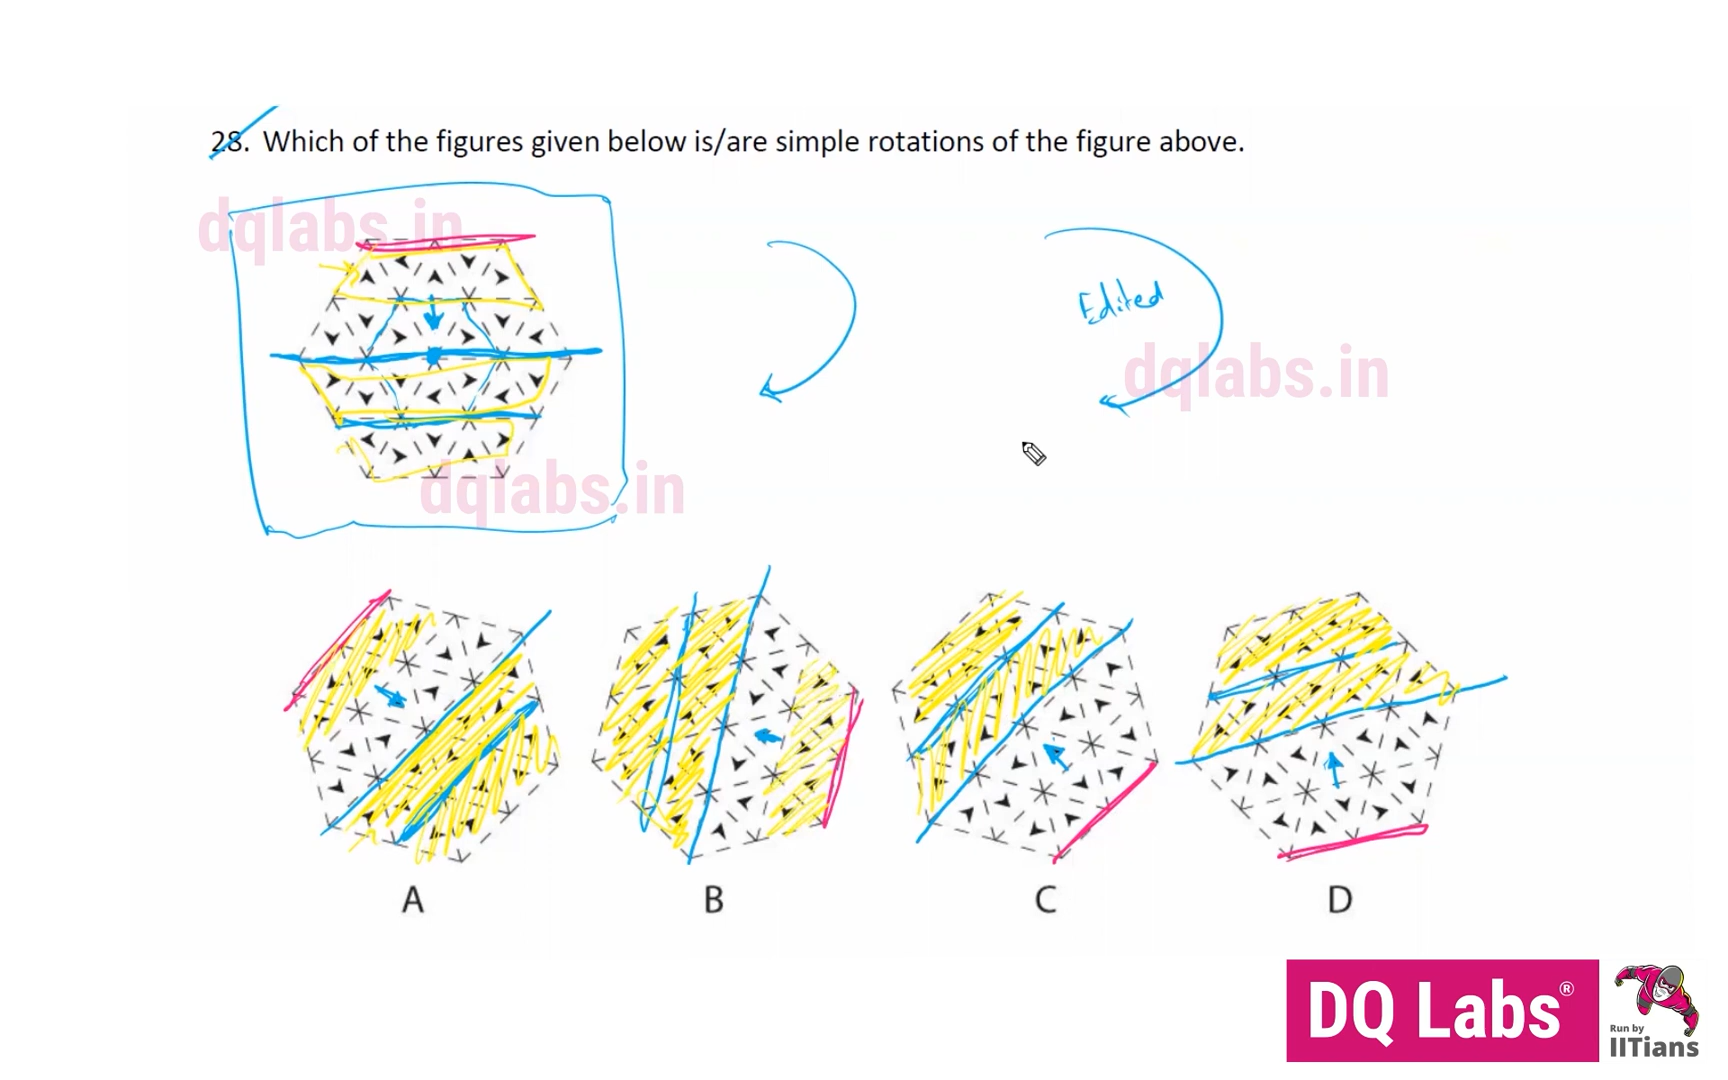 28. Which of the figures given below is/are simple rotations of the figure above.
dqlabs.in
Edited
dqlabs.in
dqlabs.in
A
B
C
D
DQ Labs®
Run by
IITians